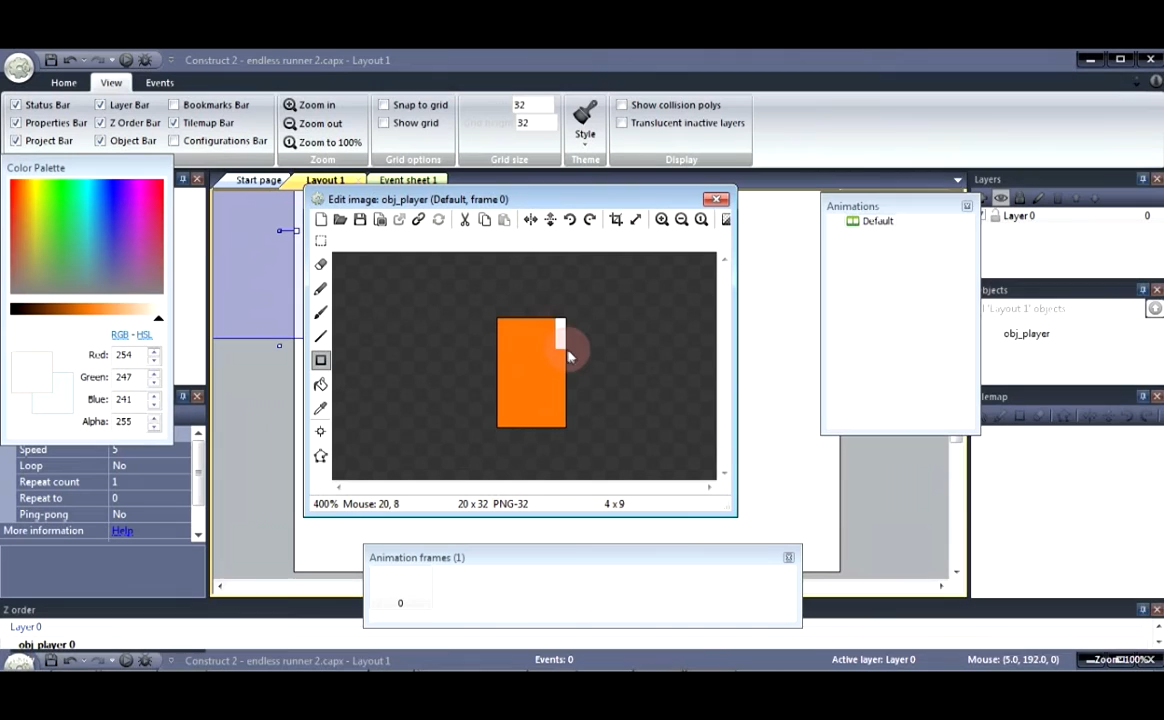 Construct 2 - endless runner 2.capx - Layout 1
Home View Events
Status Bar Layer Bar Bookmarks Bar Zoom in Snap to grid 32 Show collision polys
Properties Bar Z Order Bar Tilemap Bar Zoom out Show grid 32 Style Translucent inactive layers
Project Bar Object Bar Configurations Bar Zoom to 100%
Zoom Grid options Grid size Theme Display
Color Palette
Start page Layout 1 Event sheet 1
Layers
Edit image: obj_player (Default, frame 0)
Animations
Layer 0 0
Default
bjects
'Layout 1' objects
obj_player
RGB - HSL
Red: 254
Green: 247
Blue: 241
Alpha: 255
lemap
Speed 5
Loop No
Repeat count 1
Repeat to 0
Ping-pong No
More information Help
400% Mouse: 20, 8 20 x 32 PNG-32 4 x 9
Animation frames (1)
0
Z order
Layer 0
obj_player 0
Construct 2 - endless runner 2.capx - Layout 1 Events: 0 Active layer: Layer 0 Mouse: (5.0, 192.0, 0) Zoom: 100%